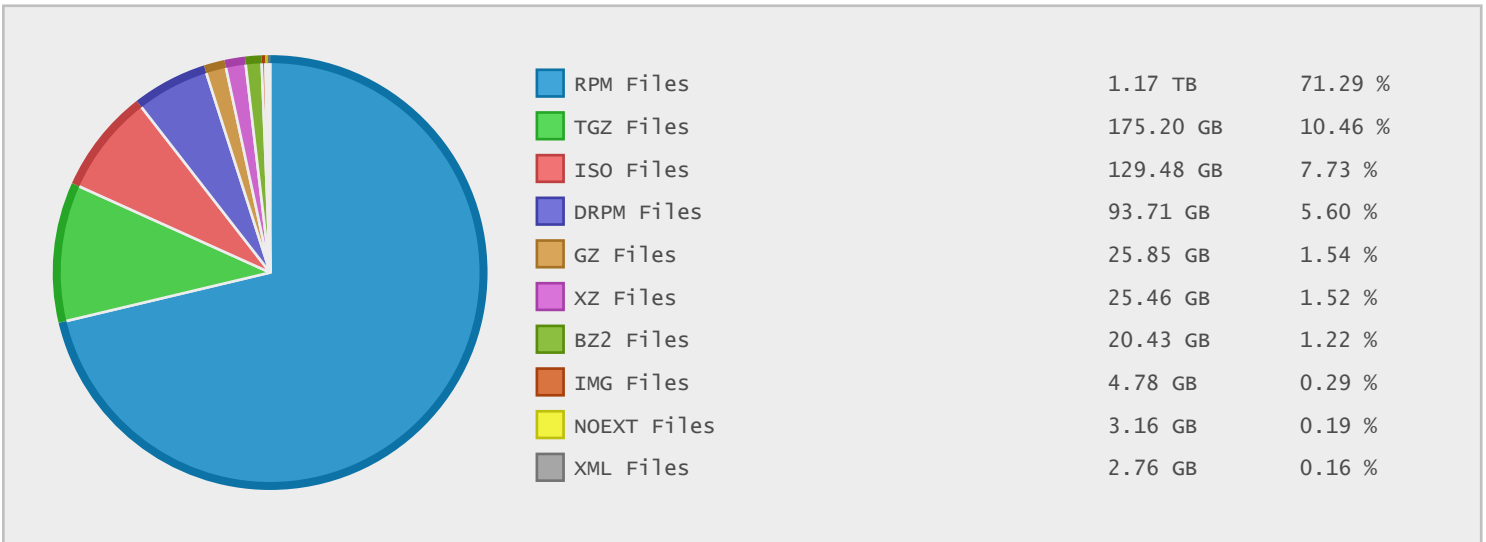 RPM Files 1.17 TB 71.29 %
TGZ Files 175.20 GB 10.46 %
ISO Files 129.48 GB 7.73 %
DRPM Files 93.71 GB 5.60 %
GZ Files 25.85 GB 1.54 %
XZ Files 25.46 GB 1.52 %
BZ2 Files 20.43 GB 1.22 %
IMG Files 4.78 GB 0.29 %
NOEXT Files 3.16 GB 0.19 %
XML Files 2.76 GB 0.16 %